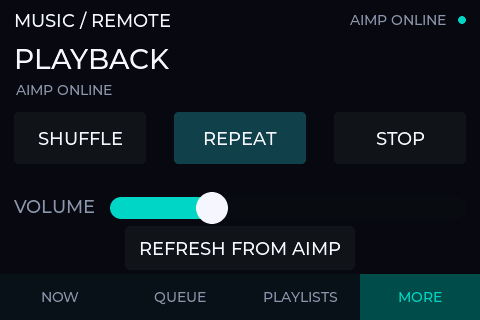 MUSIC / REMOTE
AIMP ONLINE
PLAYBACK
AIMP ONLINE
SHUFFLE
REPEAT
STOP
VOLUME
REFRESH FROM AIMP
NOW
QUEUE
PLAYLISTS
MORE